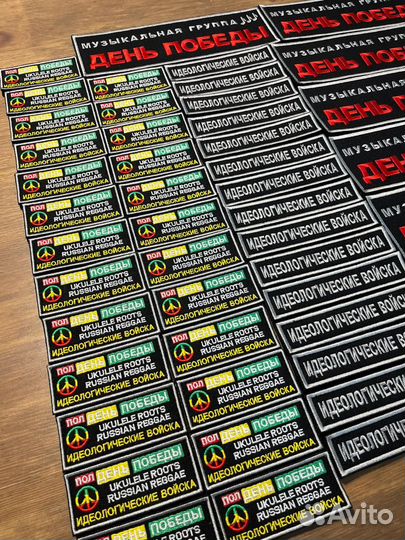 МУЗЫКАЛЬНАЯ ГРУППА
ДЕНЬ ПОБЕДЫ
ИДЕОЛОГИЧЕСКИЕ ВОЙСКА
ПОЛ ДЕНЬ ПОБЕДЫ
UKULELE ROOTS
RUSSIAN REGGAE
ИДЕОЛОГИЧЕСКИЕ ВОЙСКА
Avito